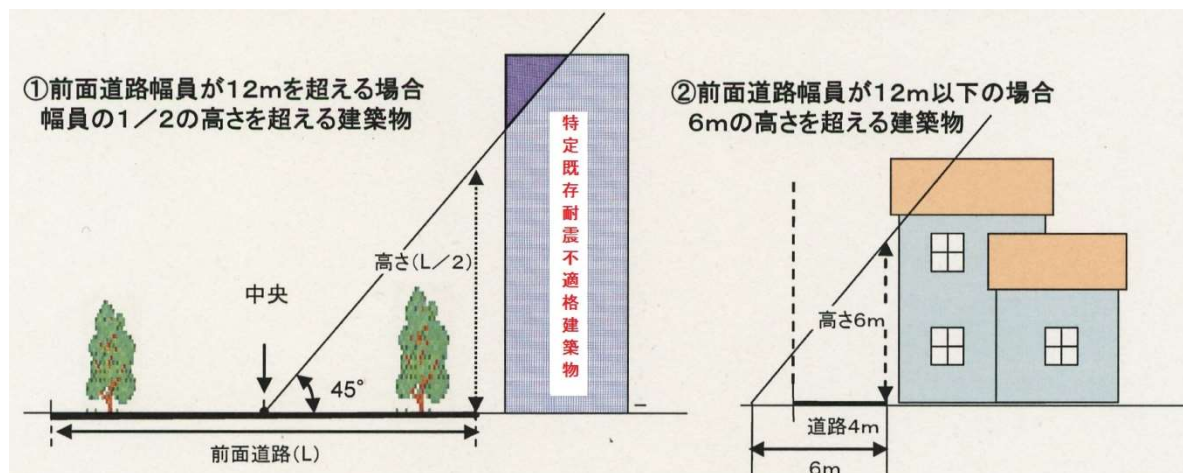 ①前面道路幅員が12mを超える場合
幅員の1／2の高さを超える建築物
特定既存耐震不適格建築物
高さ(L／2)
中央
45°
前面道路(L)
②前面道路幅員が12m以下の場合
6mの高さを超える建築物
高さ6m
道路4m
6m